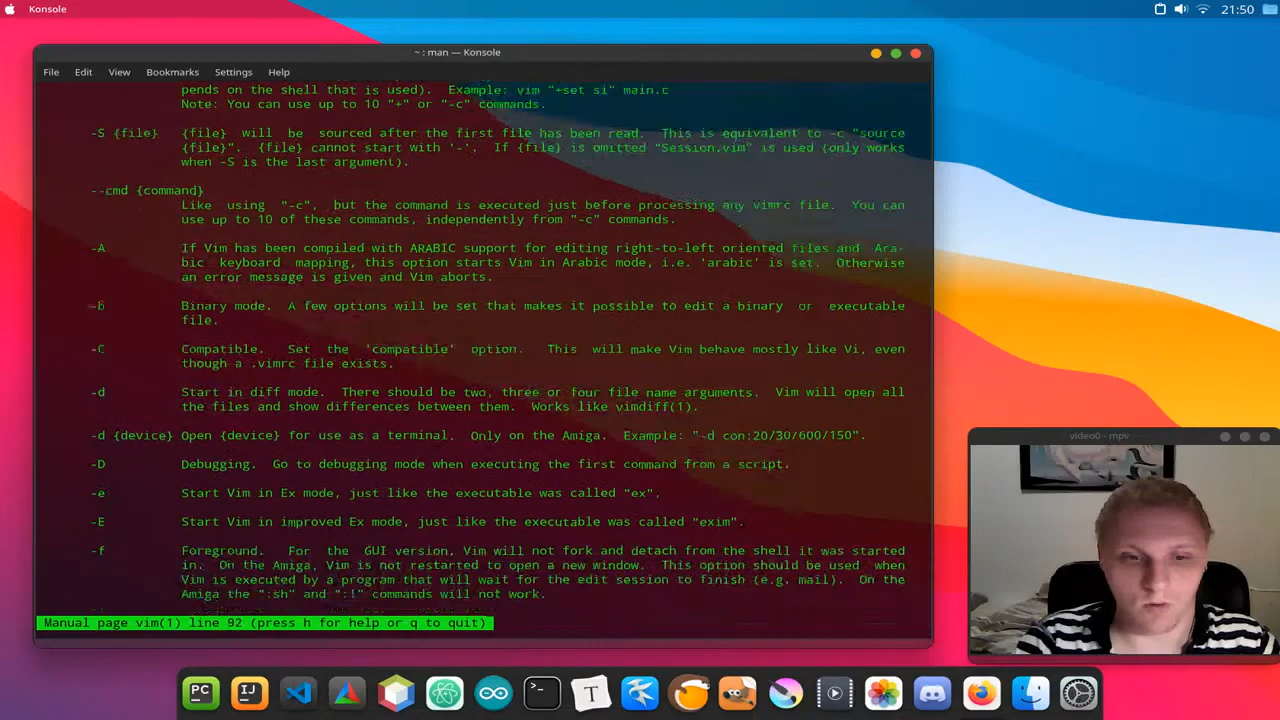 Konsole
21:50
~ : man — Konsole
File Edit View Bookmarks Settings Help
pends on the shell that is used).  Example: vim "+set si" main.c
Note: You can use up to 10 "+" or "-c" commands.
-S {file} {file} will be sourced after the first file has been read. This is equivalent to -c "source
{file}". {file} cannot start with '-'. If {file} is omitted "Session.vim" is used (only works
when -S is the last argument).
--cmd {command}
Like using "-c", but the command is executed just before processing any vimrc file. You can
use up to 10 of these commands, independently from "-c" commands.
-A If Vim has been compiled with ARABIC support for editing right-to-left oriented files and Ara-
bic keyboard mapping, this option starts Vim in Arabic mode, i.e. 'arabic' is set. Otherwise
an error message is given and Vim aborts.
-b Binary mode. A few options will be set that makes it possible to edit a binary or executable
file.
-C Compatible. Set the 'compatible' option. This will make Vim behave mostly like Vi, even
though a .vimrc file exists.
-d Start in diff mode. There should be two, three or four file name arguments. Vim will open all
the files and show differences between them. Works like vimdiff(1).
-d {device} Open {device} for use as a terminal. Only on the Amiga. Example: "-d con:20/30/600/150".
-D Debugging. Go to debugging mode when executing the first command from a script.
-e Start Vim in Ex mode, just like the executable was called "ex".
-E Start Vim in improved Ex mode, just like the executable was called "exim".
-f Foreground. For the GUI version, Vim will not fork and detach from the shell it was started
in. On the Amiga, Vim is not restarted to open a new window. This option should be used when
Vim is executed by a program that will wait for the edit session to finish (e.g. mail). On the
Amiga the ":sh" and ":!" commands will not work.
Manual page vim(1) line 92 (press h for help or q to quit)
video0 - mpv
PC
IJ
>_
T